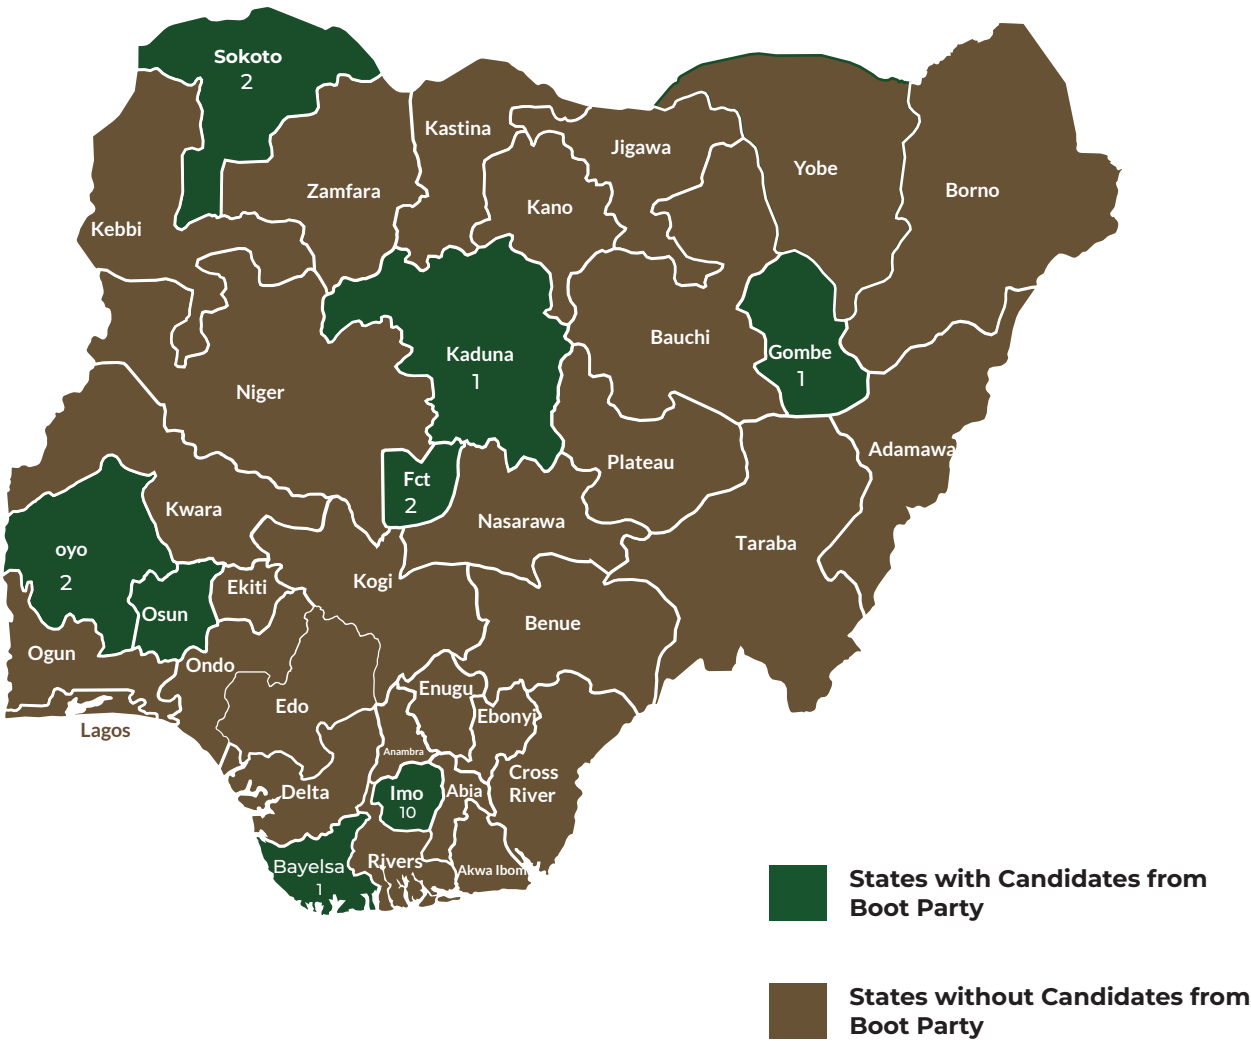 Sokoto
2
Kastina
Jigawa
Yobe
Borno
Zamfara
Kano
Kebbi
Bauchi
Kaduna
1
Gombe
1
Niger
Adamawa
Plateau
Fct
2
Kwara
Nasarawa
Taraba
oyo
2
Kogi
Ekiti
Osun
Benue
Ogun
Ondo
Enugu
Edo
Ebonyi
Lagos
Anambra
Cross
River
Delta
Imo
10
Abia
Rivers
Bayelsa
1
Akwa Ibom
States with Candidates from
Boot Party
States without Candidates from
Boot Party